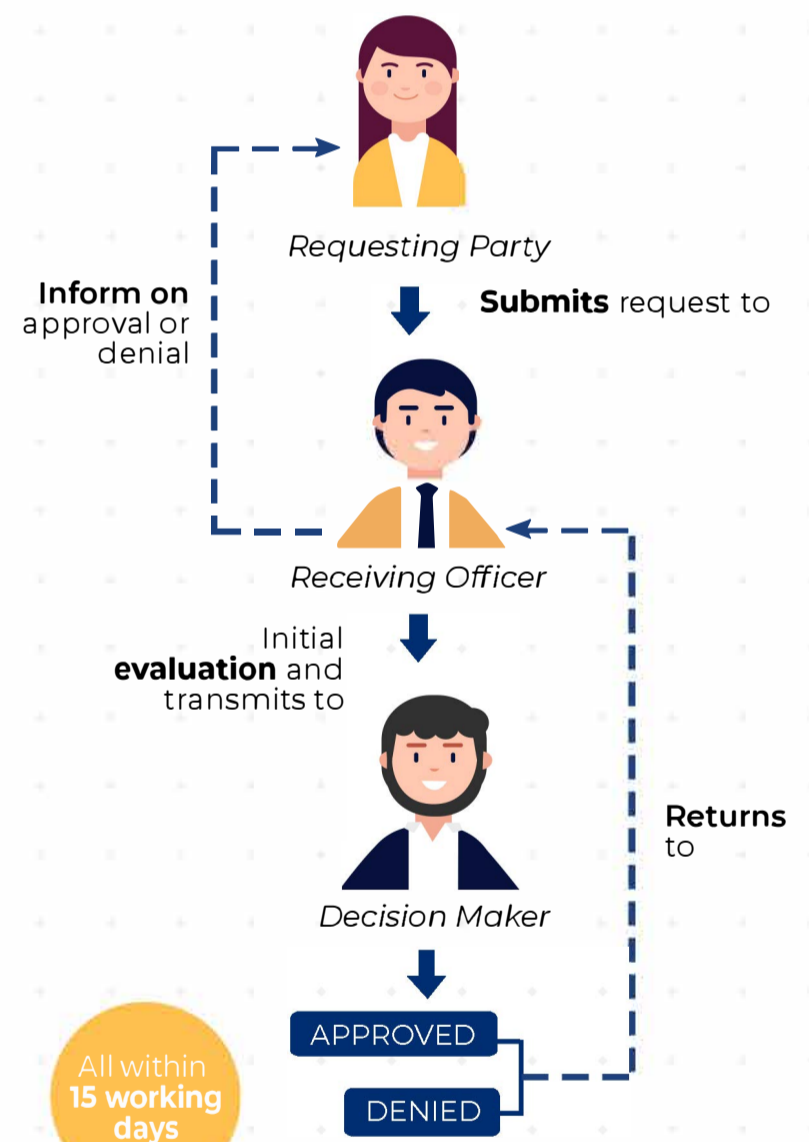 Requesting Party
Submits request to
Inform on
approval or
denial
Receiving Officer
Initial
evaluation and
transmits to
Returns
to
Decision Maker
APPROVED
DENIED
All within
15 working
days